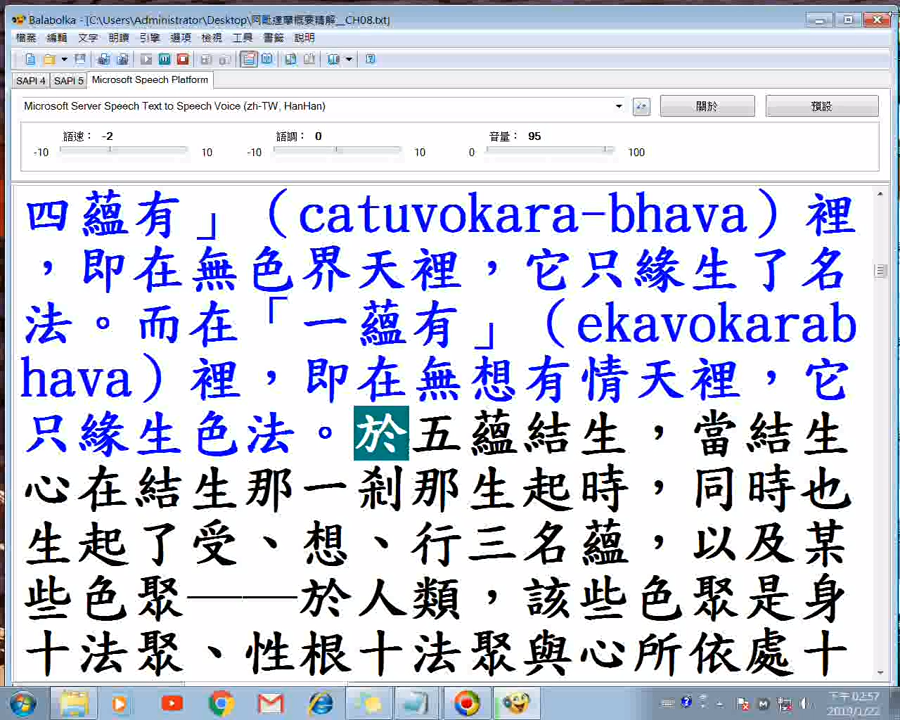 Balabolka - [C:\Users\Administrator\Desktop\阿毗達摩概要精解__CH08.txt]
檔案 編輯 文字 朗讀 引擎 選項 檢視 工具 書籤 說明
SAPI 4 SAPI 5 Microsoft Speech Platform
Microsoft Server Speech Text to Speech Voice (zh-TW, HanHan) 關於 預設
語速： -2 語調： 0 音量： 95
-10 10 -10 10 0 100
四蘊有」（catuvokara-bhava）裡
，即在無色界天裡，它只緣生了名
法。而在「一蘊有」（ekavokarab
hava）裡，即在無想有情天裡，它
只緣生色法。於五蘊結生，當結生
心在結生那一剎那生起時，同時也
生起了受、想、行三名蘊，以及某
些色聚——於人類，該些色聚是身
十法聚、性根十法聚與心所依處十
下午 02:57
2019/1/22